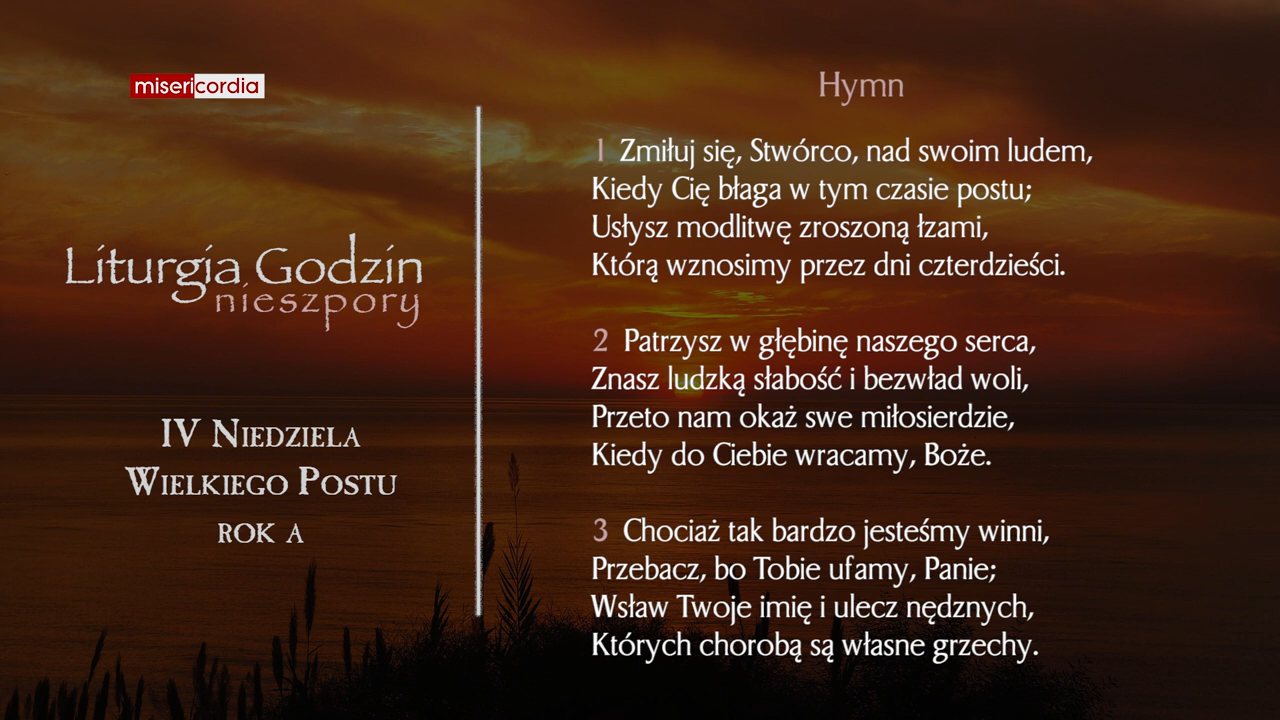 misericordia
Liturgia Godzin
nieszpory
IV Niedziela
Wielkiego Postu
rok A
Hymn
1 Zmiłuj się, Stwórco, nad swoim ludem,
Kiedy Cię błaga w tym czasie postu;
Usłysz modlitwę zroszoną łzami,
Którą wznosimy przez dni czterdzieści.
2 Patrzysz w głębinę naszego serca,
Znasz ludzką słabość i bezwład woli,
Przeto nam okaż swe miłosierdzie,
Kiedy do Ciebie wracamy, Boże.
3 Chociaż tak bardzo jesteśmy winni,
Przebacz, bo Tobie ufamy, Panie;
Wsław Twoje imię i ulecz nędznych,
Których chorobą są własne grzechy.